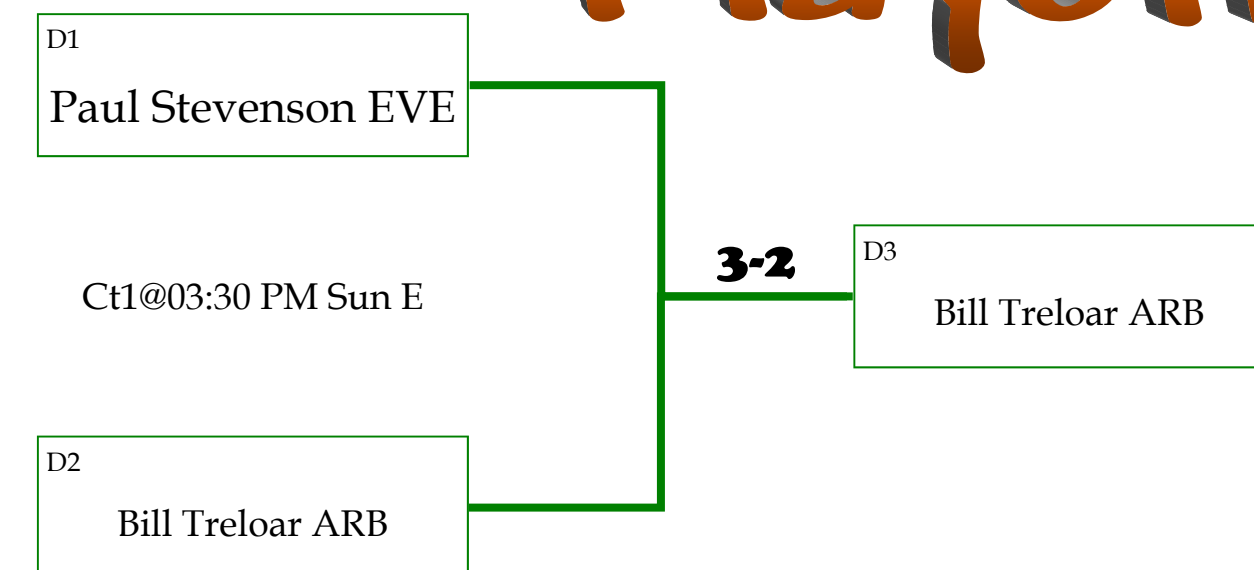 D1
Paul Stevenson EVE
Ct1@03:30 PM Sun E
3-2
D3
Bill Treloar ARB
D2
Bill Treloar ARB